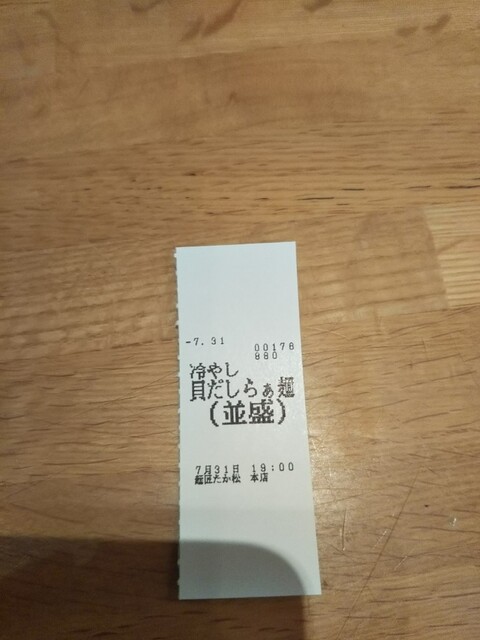 -7.31 00176
880
冷やし
貝だしらぁ麺
(並盛)
7月31日 19:00
麺匠たか松 本店